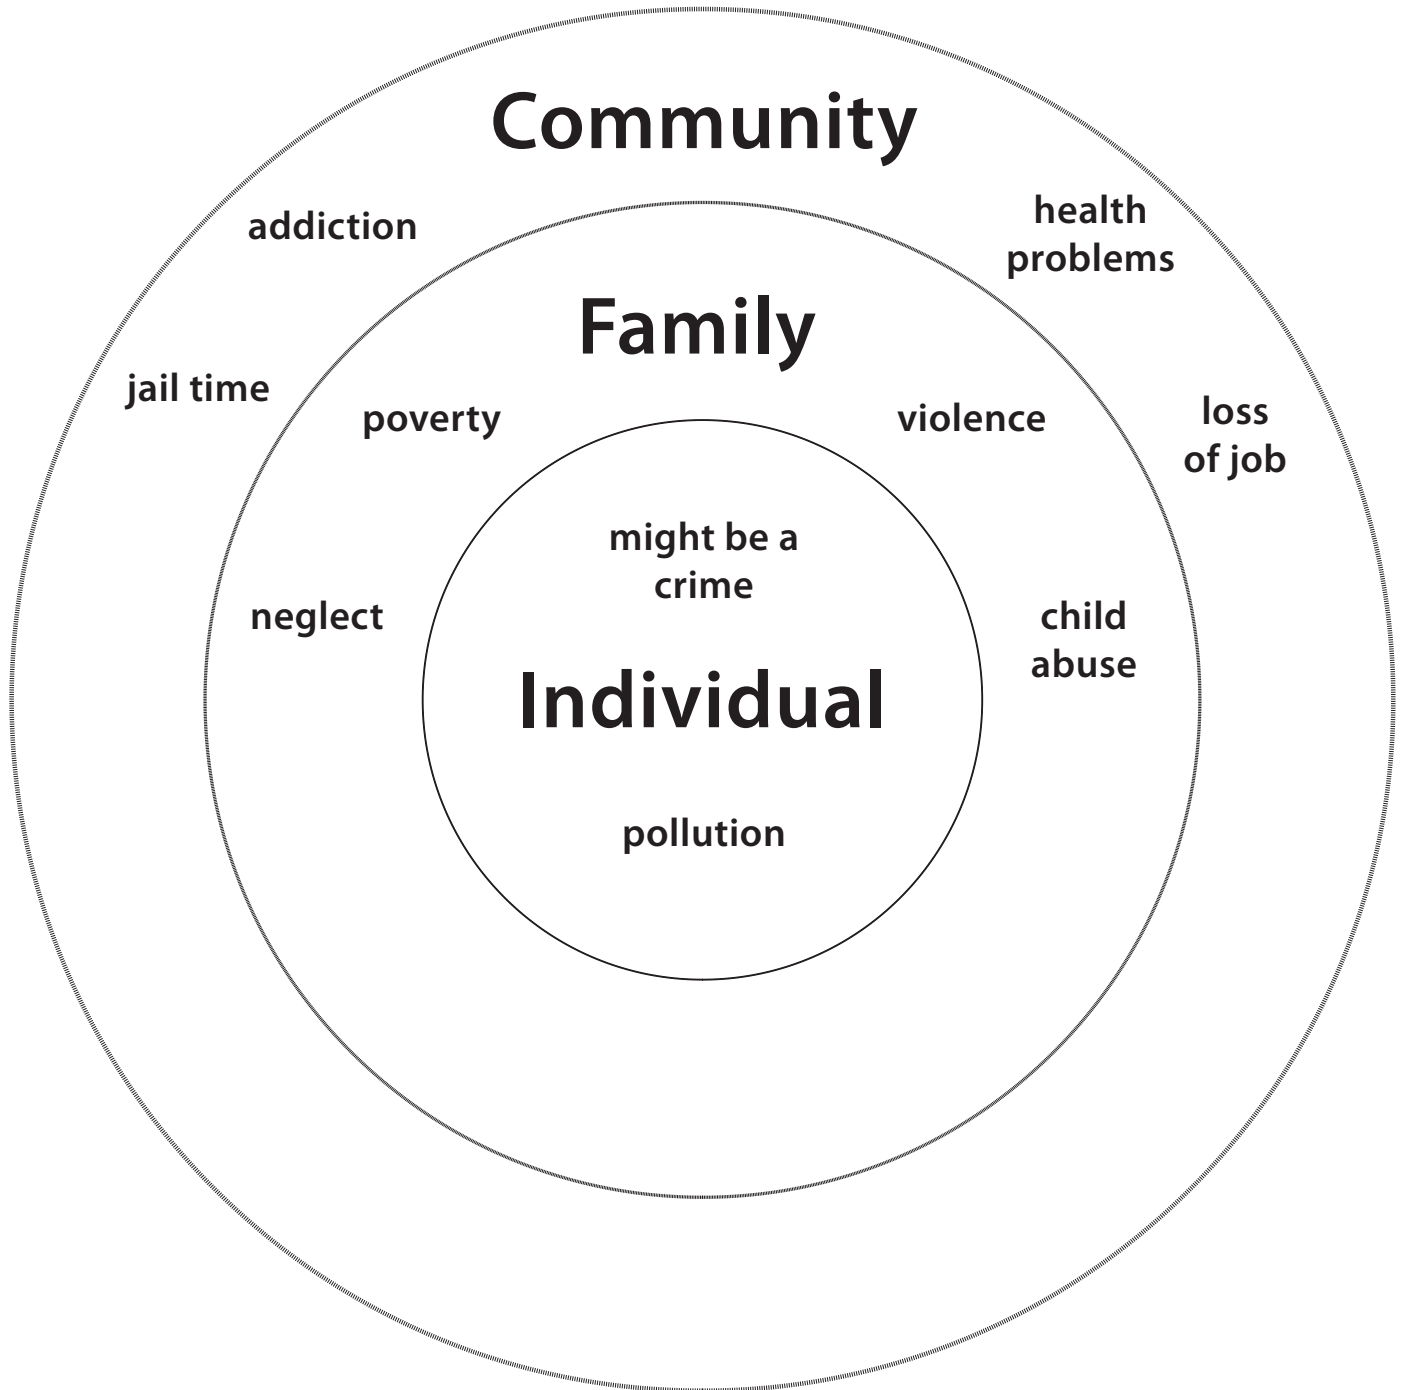 Community
addiction
health
problems
Family
jail time
poverty
violence
loss
of job
might be a
crime
neglect
child
abuse
Individual
pollution